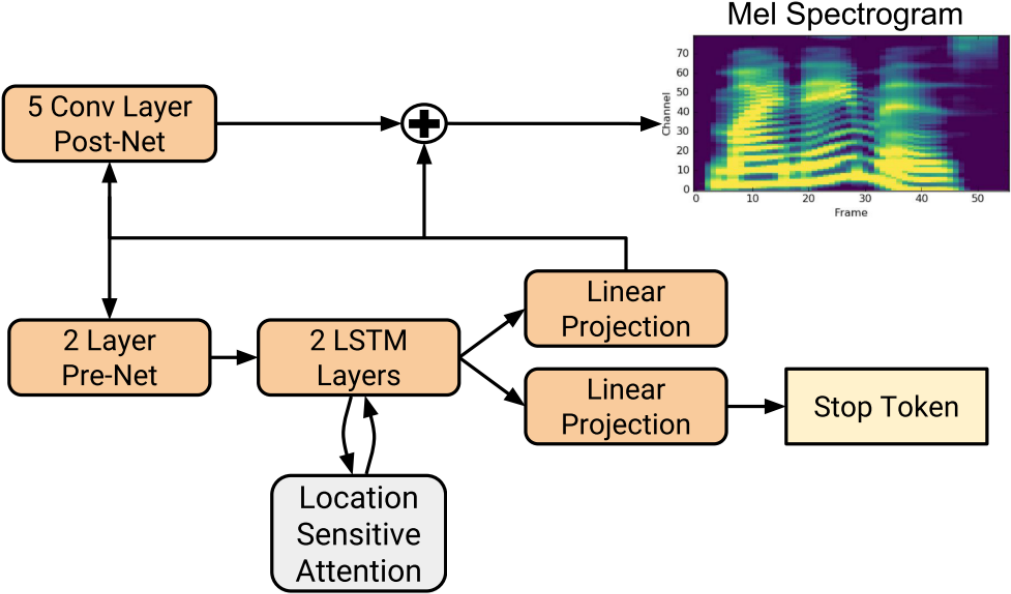 Mel Spectrogram
70
60
50
40
30
20
10
0
Channel
0 10 20 30 40 50
Frame
5 Conv Layer
Post-Net
2 Layer
Pre-Net
2 LSTM
Layers
Linear
Projection
Linear
Projection
Stop Token
Location
Sensitive
Attention